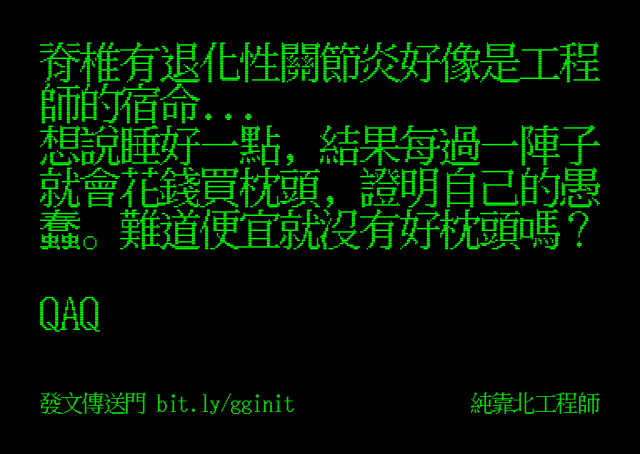 脊椎有退化性關節炎好像是工程
師的宿命...
想說睡好一點，結果每過一陣子
就會花錢買枕頭，證明自己的愚
蠢。難道便宜就沒有好枕頭嗎？
QAQ
發文傳送門 bit.ly/gginit
純靠北工程師